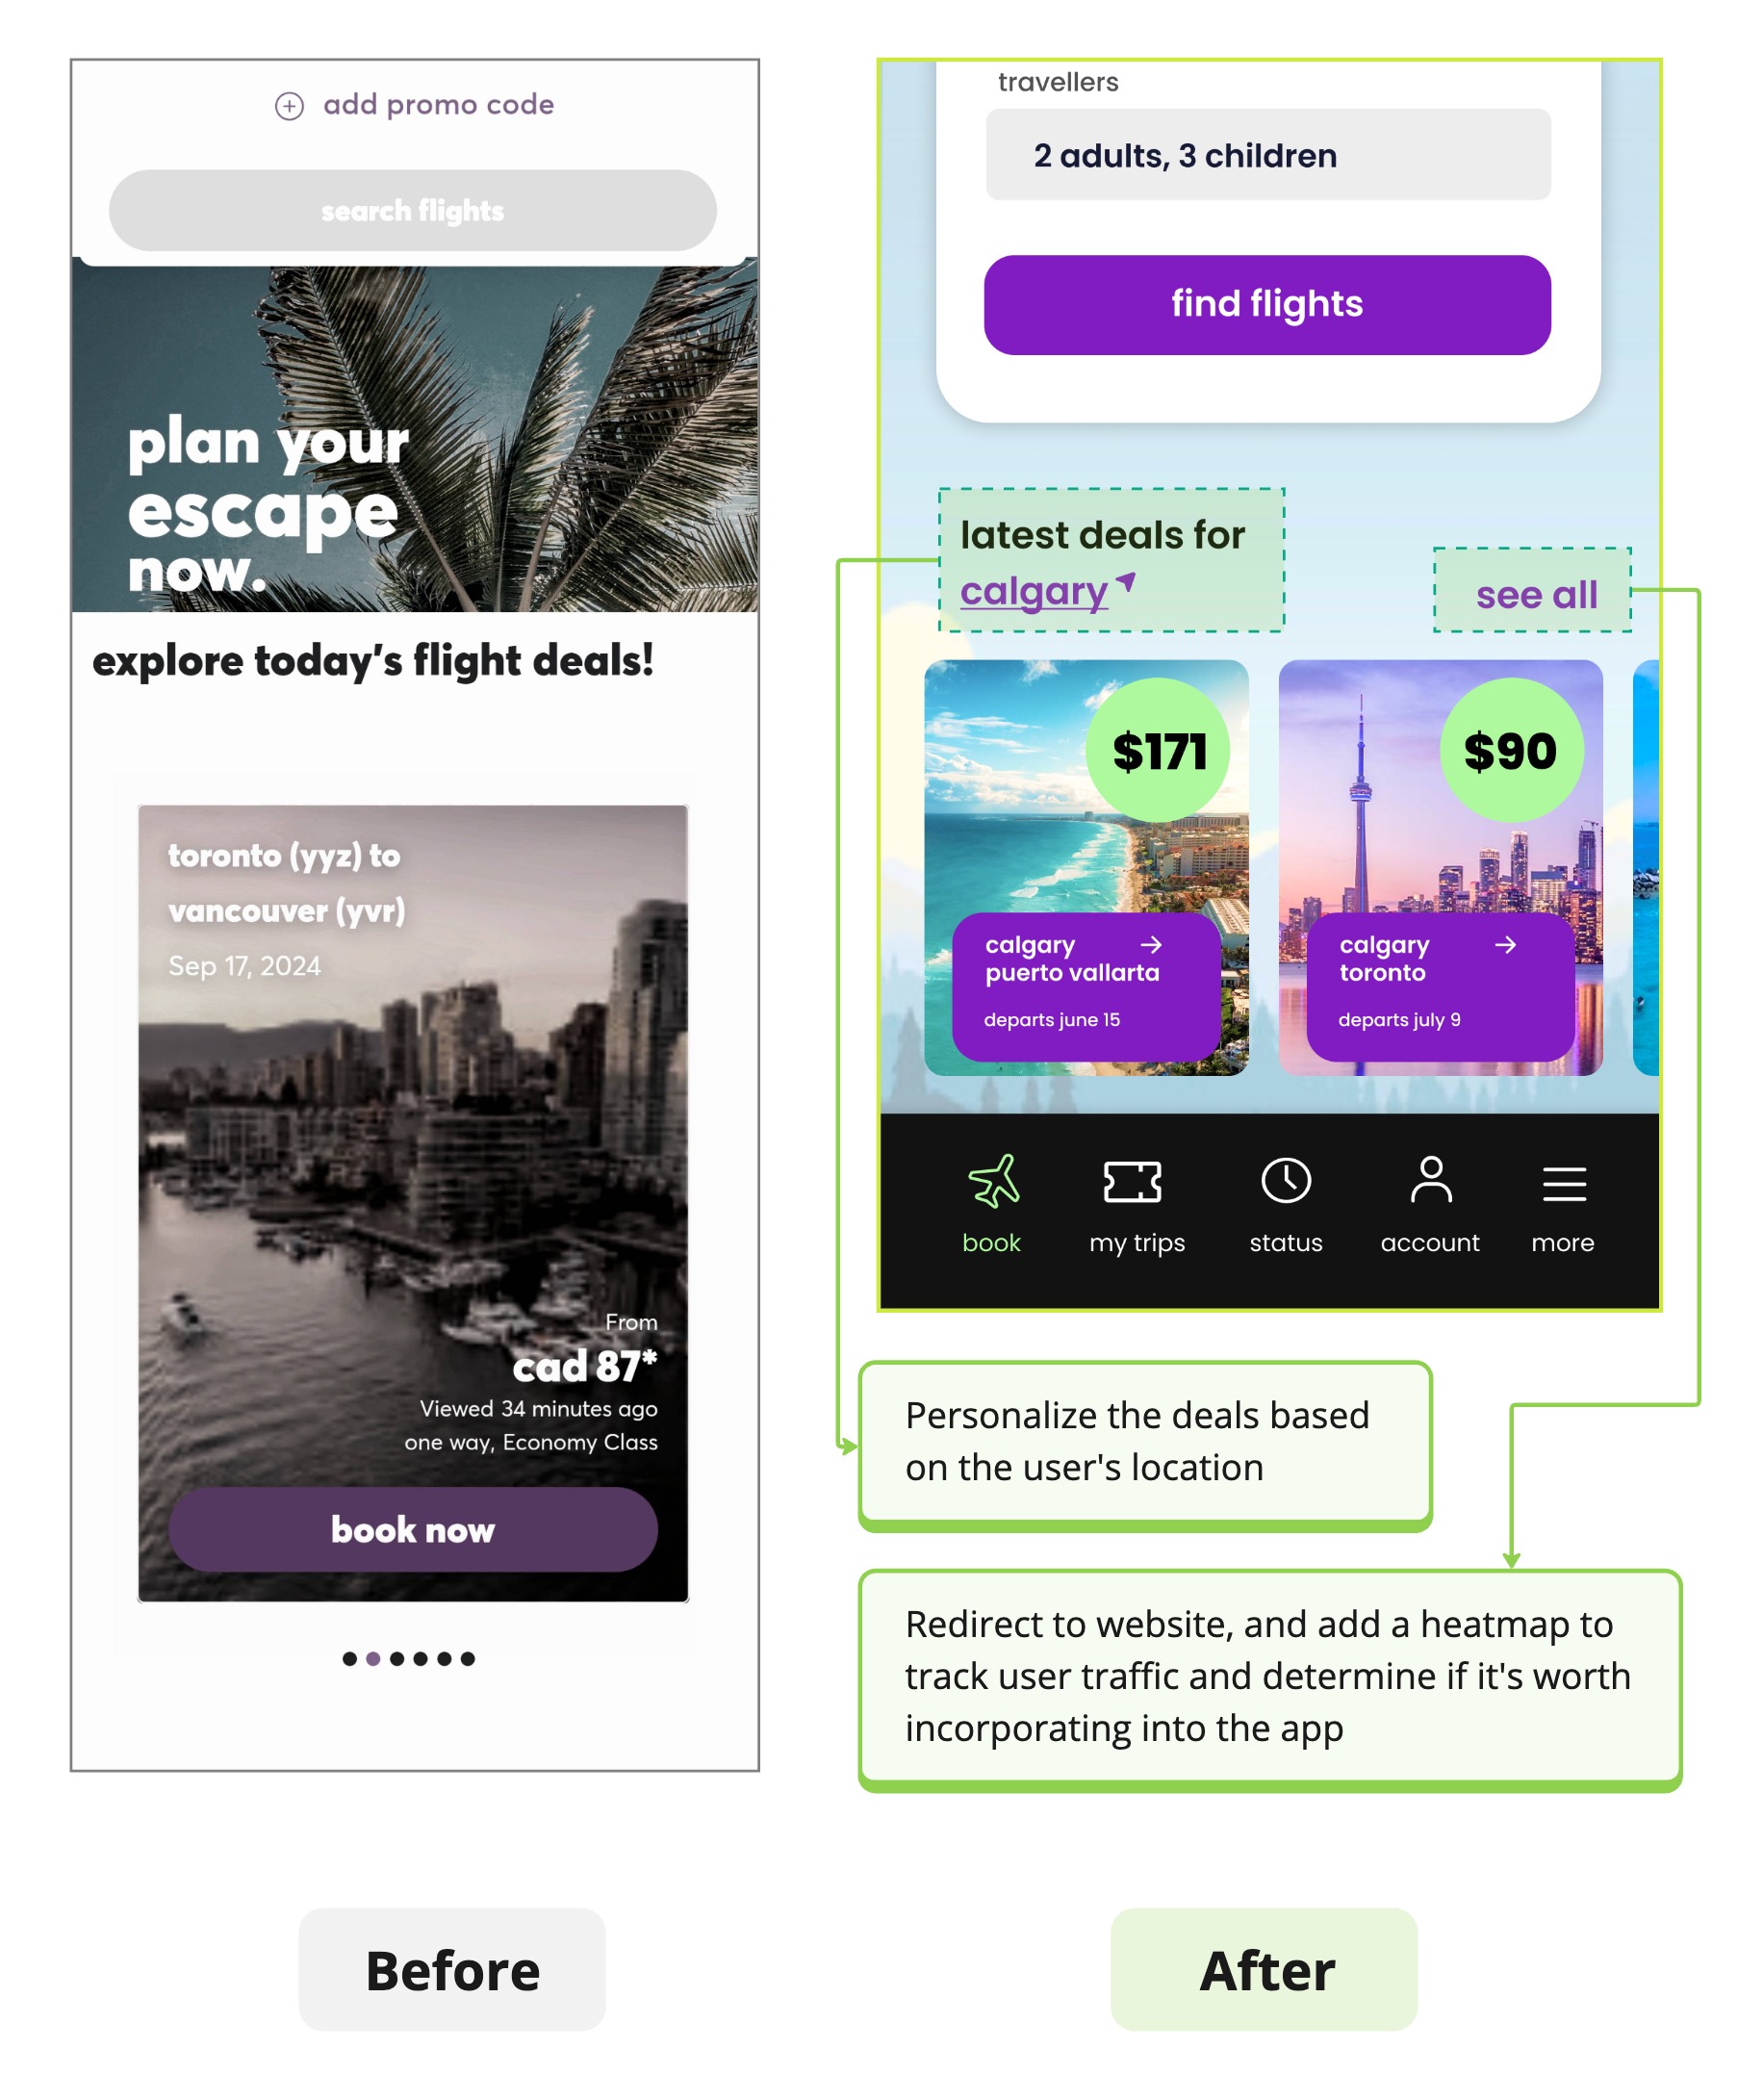 add promo code
search flights
plan your
escape
now.
explore today's flight deals!
toronto (yyz) to
vancouver (yvr)
Sep 17, 2024
From
cad 87*
Viewed 34 minutes ago
one way, Economy Class
book now
Before
travellers
2 adults, 3 children
find flights
latest deals for
calgary
see all
$171
calgary →
puerto vallarta
departs june 15
$90
calgary →
toronto
departs july 9
book
my trips
status
account
more
Personalize the deals based
on the user's location
Redirect to website, and add a heatmap to
track user traffic and determine if it's worth
incorporating into the app
After